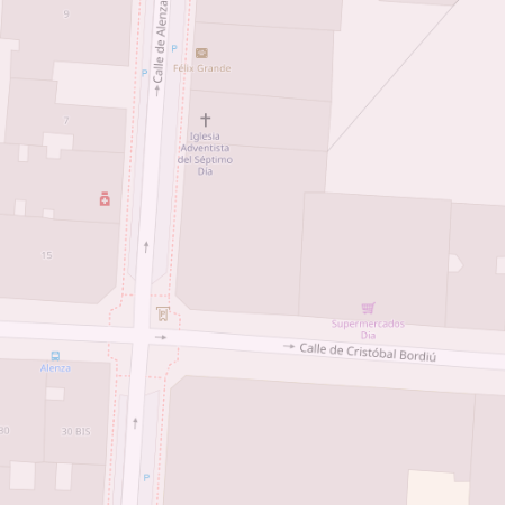 9
Calle de Alenza
P
P
Félix Grande
7
Iglesia
Adventista
del Séptimo
Día
15
Supermercados
Dia
Calle de Cristóbal Bordiú
Alenza
30
30 BIS
P